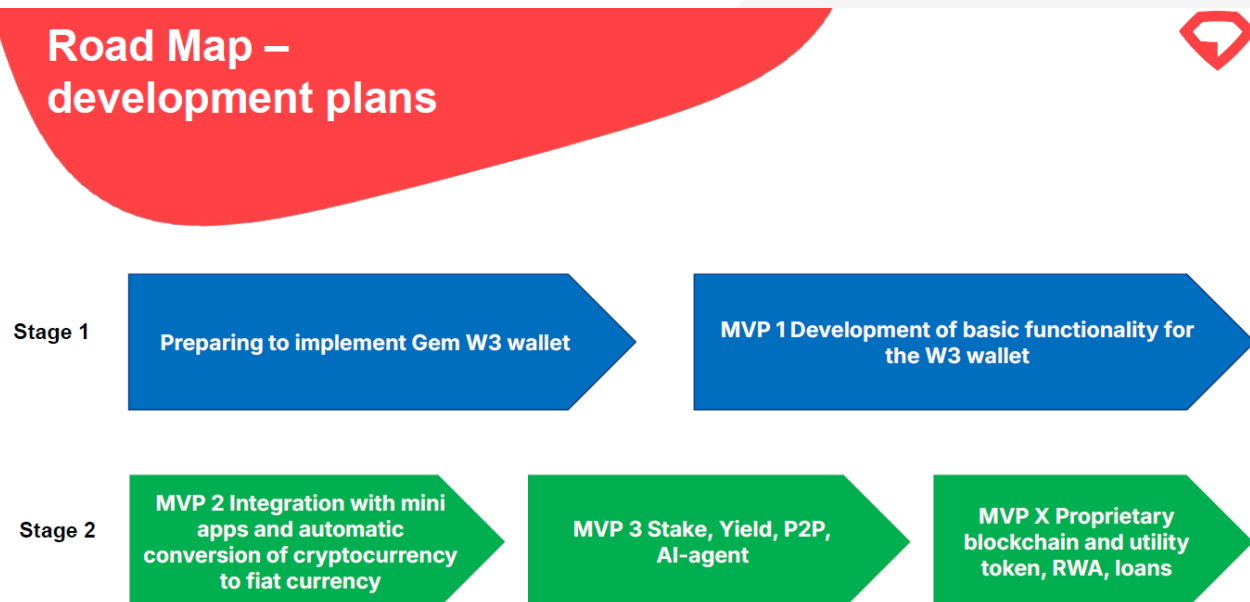 Road Map –
development plans
Stage 1
Preparing to implement Gem W3 wallet
MVP 1 Development of basic functionality for
the W3 wallet
Stage 2
MVP 2 Integration with mini
apps and automatic
conversion of cryptocurrency
to fiat currency
MVP 3 Stake, Yield, P2P,
AI-agent
MVP X Proprietary
blockchain and utility
token, RWA, loans